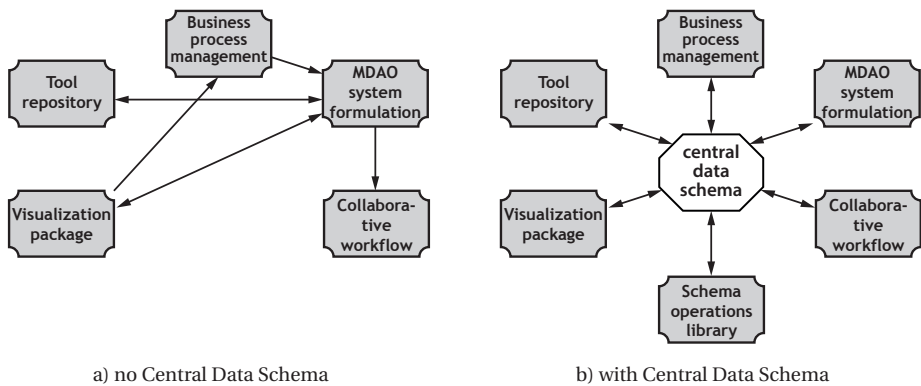 Business
process
management
Tool
repository
MDAO
system
formulation
Visualization
package
Collabora-
tive
workflow
a) no Central Data Schema
Business
process
management
Tool
repository
MDAO
system
formulation
central
data
schema
Visualization
package
Collabora-
tive
workflow
Schema
operations
library
b) with Central Data Schema